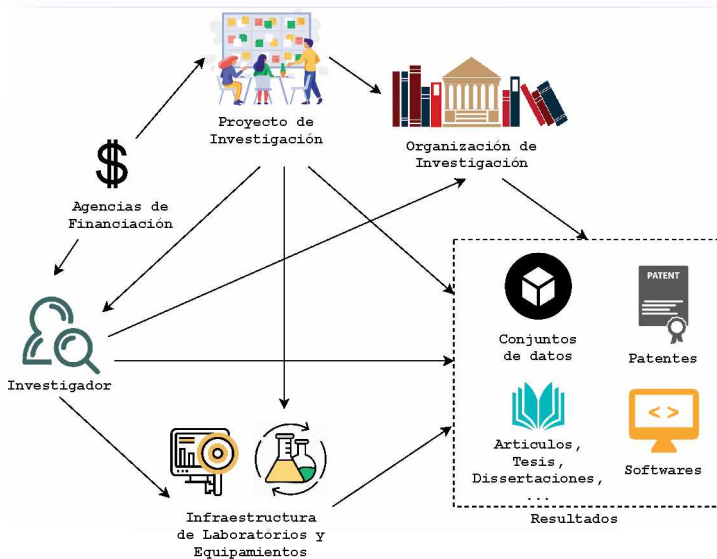 Proyecto de
Investigación
Organización de
Investigación
$
Agencias de
Financiación
Investigador
PATENT
Conjuntos
de datos
Patentes
< >
Artículos,
Tesis,
Dissertaciones,
...
Softwares
Resultados
Infraestructura
de Laboratórios y
Equipamientos